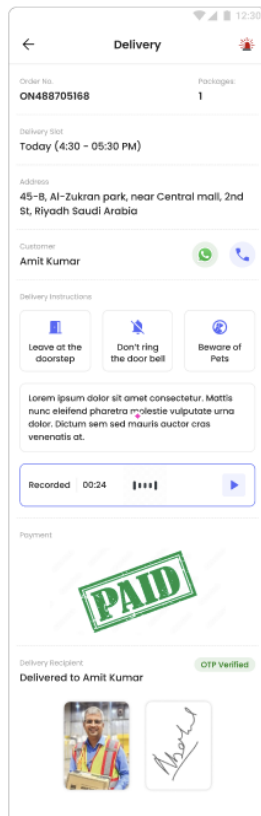 12:30
Delivery
Order No.
Packages:
ON488705168
1
Delivery Slot
Today (4:30 - 05:30 PM)
Address
45-B, Al-Zukran park, near Central mall, 2nd
St, Riyadh Saudi Arabia
Customer
Amit Kumar
Delivery Instructions
Leave at the
doorstep
Don't ring
the door bell
Beware of
Pets
Lorem ipsum dolor sit amet consectetur. Mattis
nunc eleifend pharetra molestie vulputate urna
dolor. Dictum sem sed mauris auctor cras
venenatis at.
Recorded 00:24
Payment
PAID
Delivery Recipient
OTP Verified
Delivered to Amit Kumar